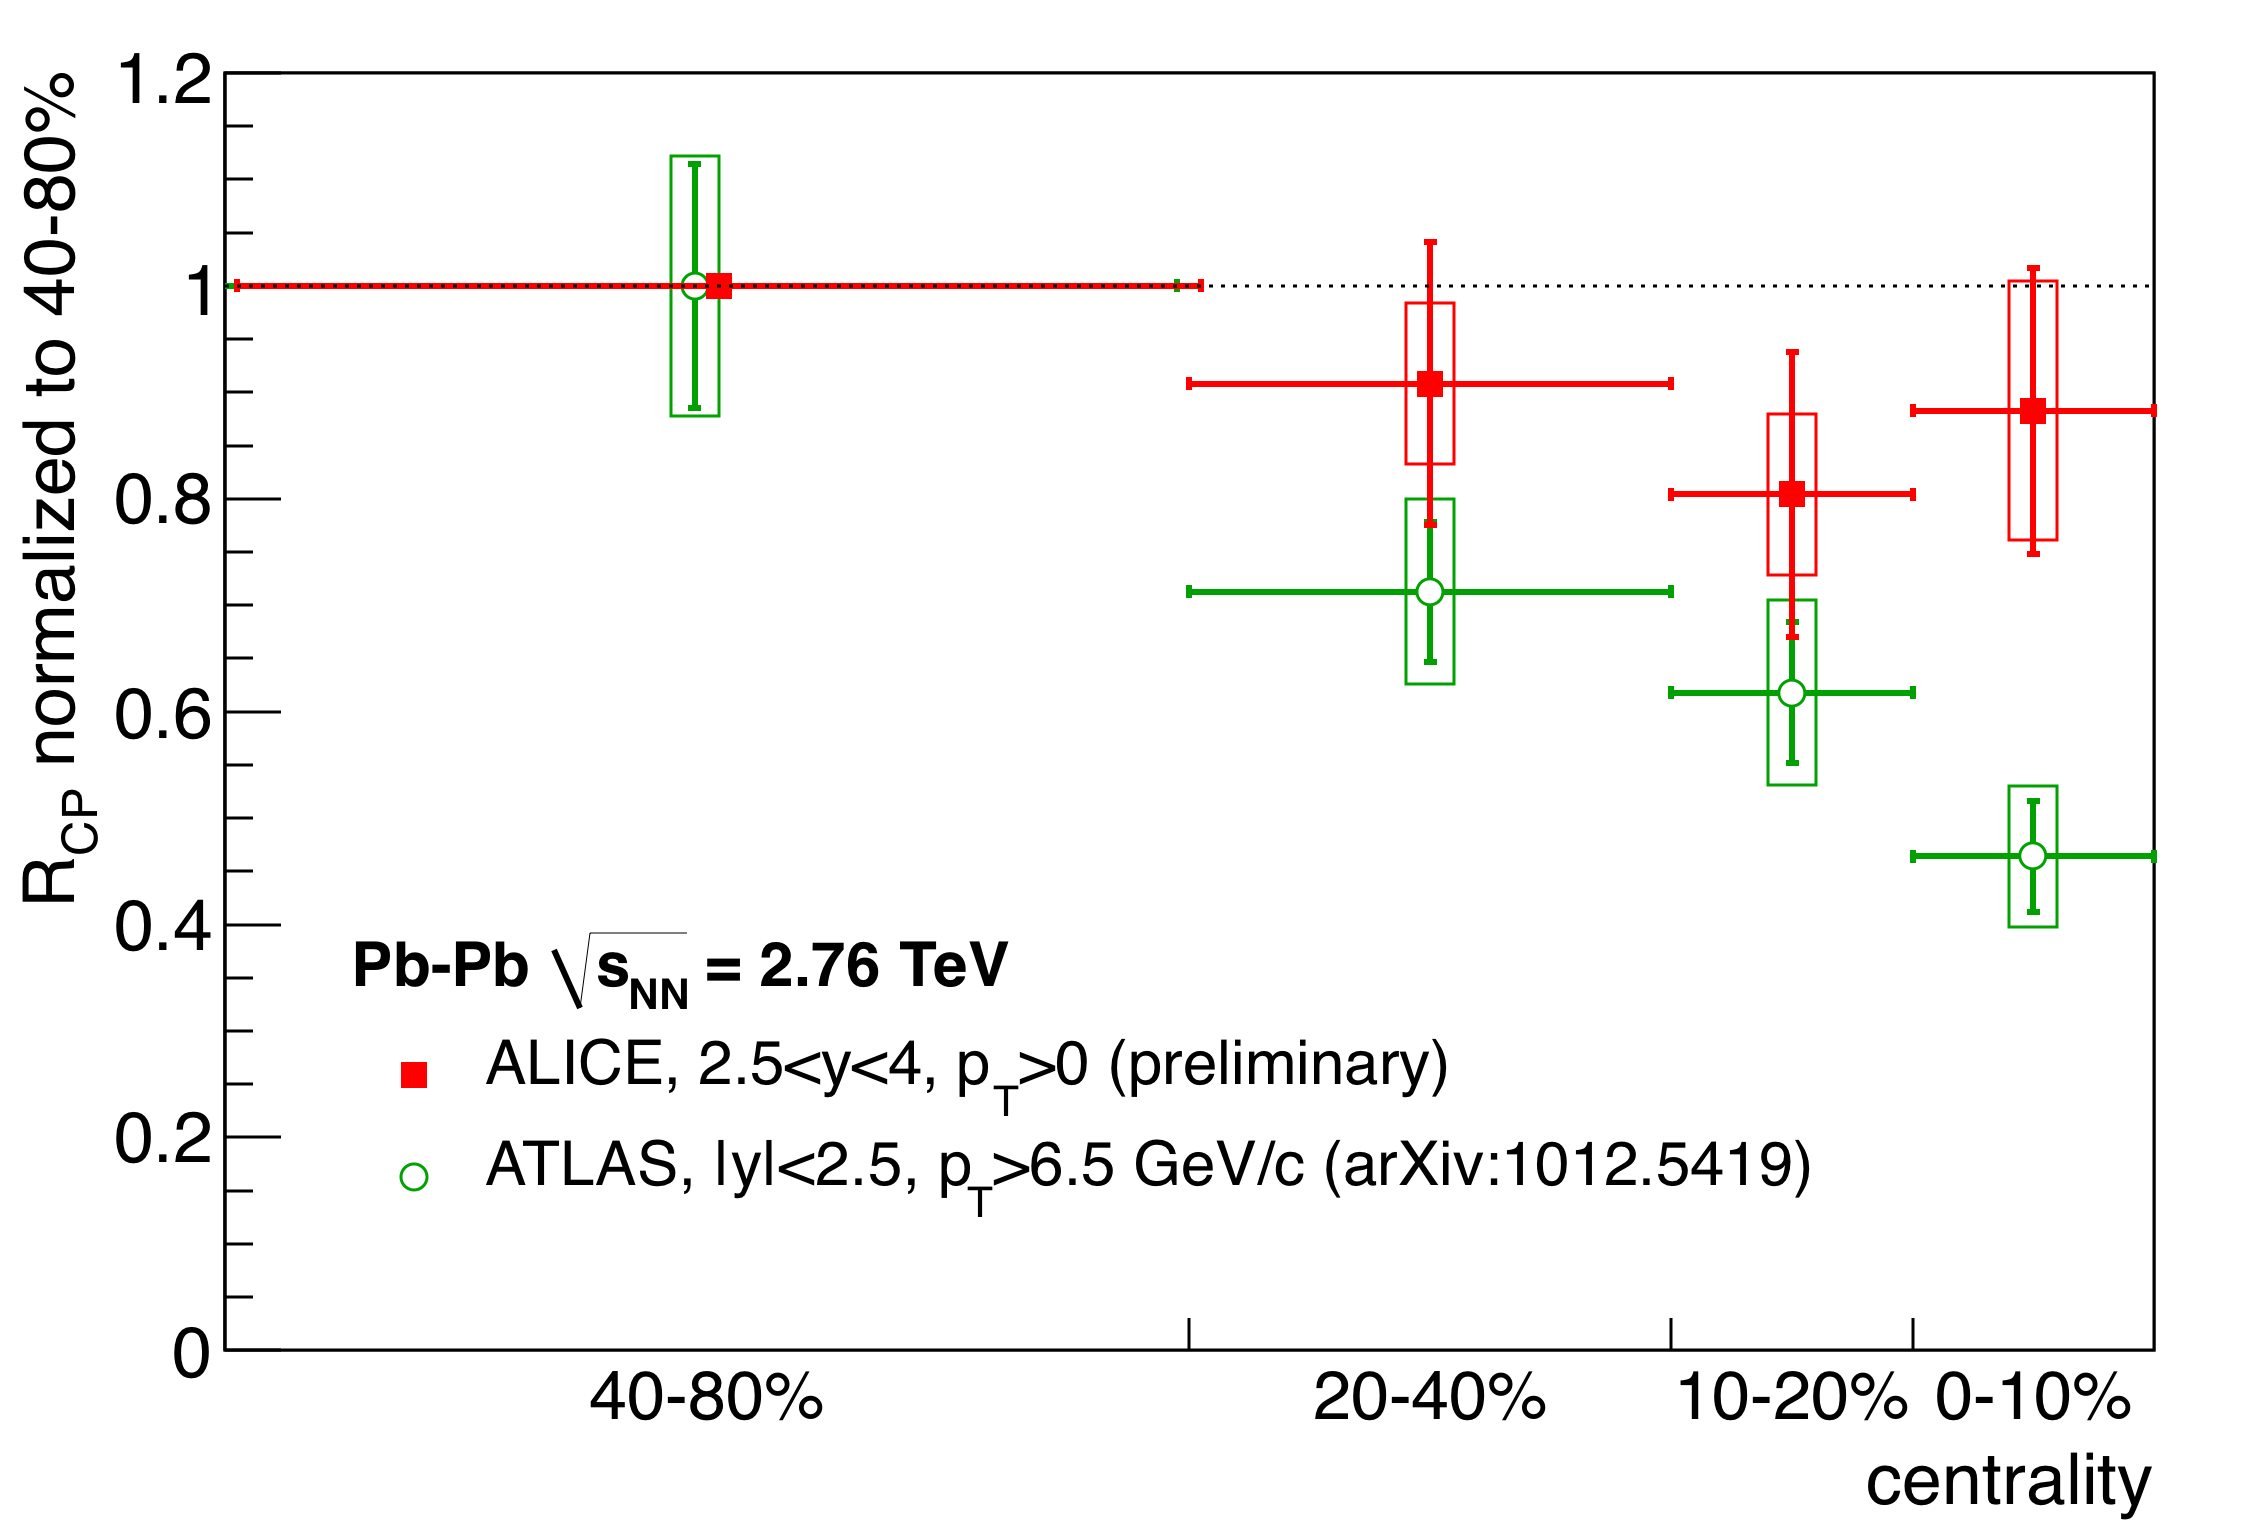 R_CP normalized to 40-80%
1.2
1
0.8
0.6
0.4
0.2
0
Pb-Pb √s_NN = 2.76 TeV
ALICE, 2.5<y<4, p_T>0 (preliminary)
ATLAS, |y|<2.5, p_T>6.5 GeV/c (arXiv:1012.5419)
40-80% 20-40% 10-20% 0-10%
centrality